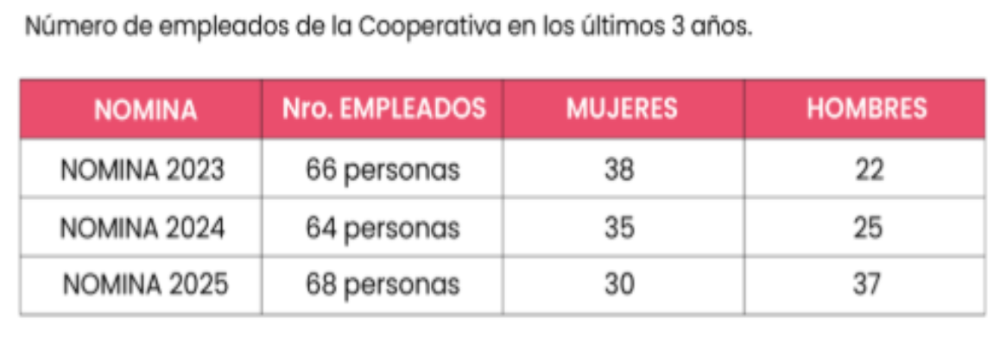 Número de empleados de la Cooperativa en los últimos 3 años.
NOMINA Nro. EMPLEADOS MUJERES HOMBRES
NOMINA 2023 66 personas 38 22
NOMINA 2024 64 personas 35 25
NOMINA 2025 68 personas 30 37